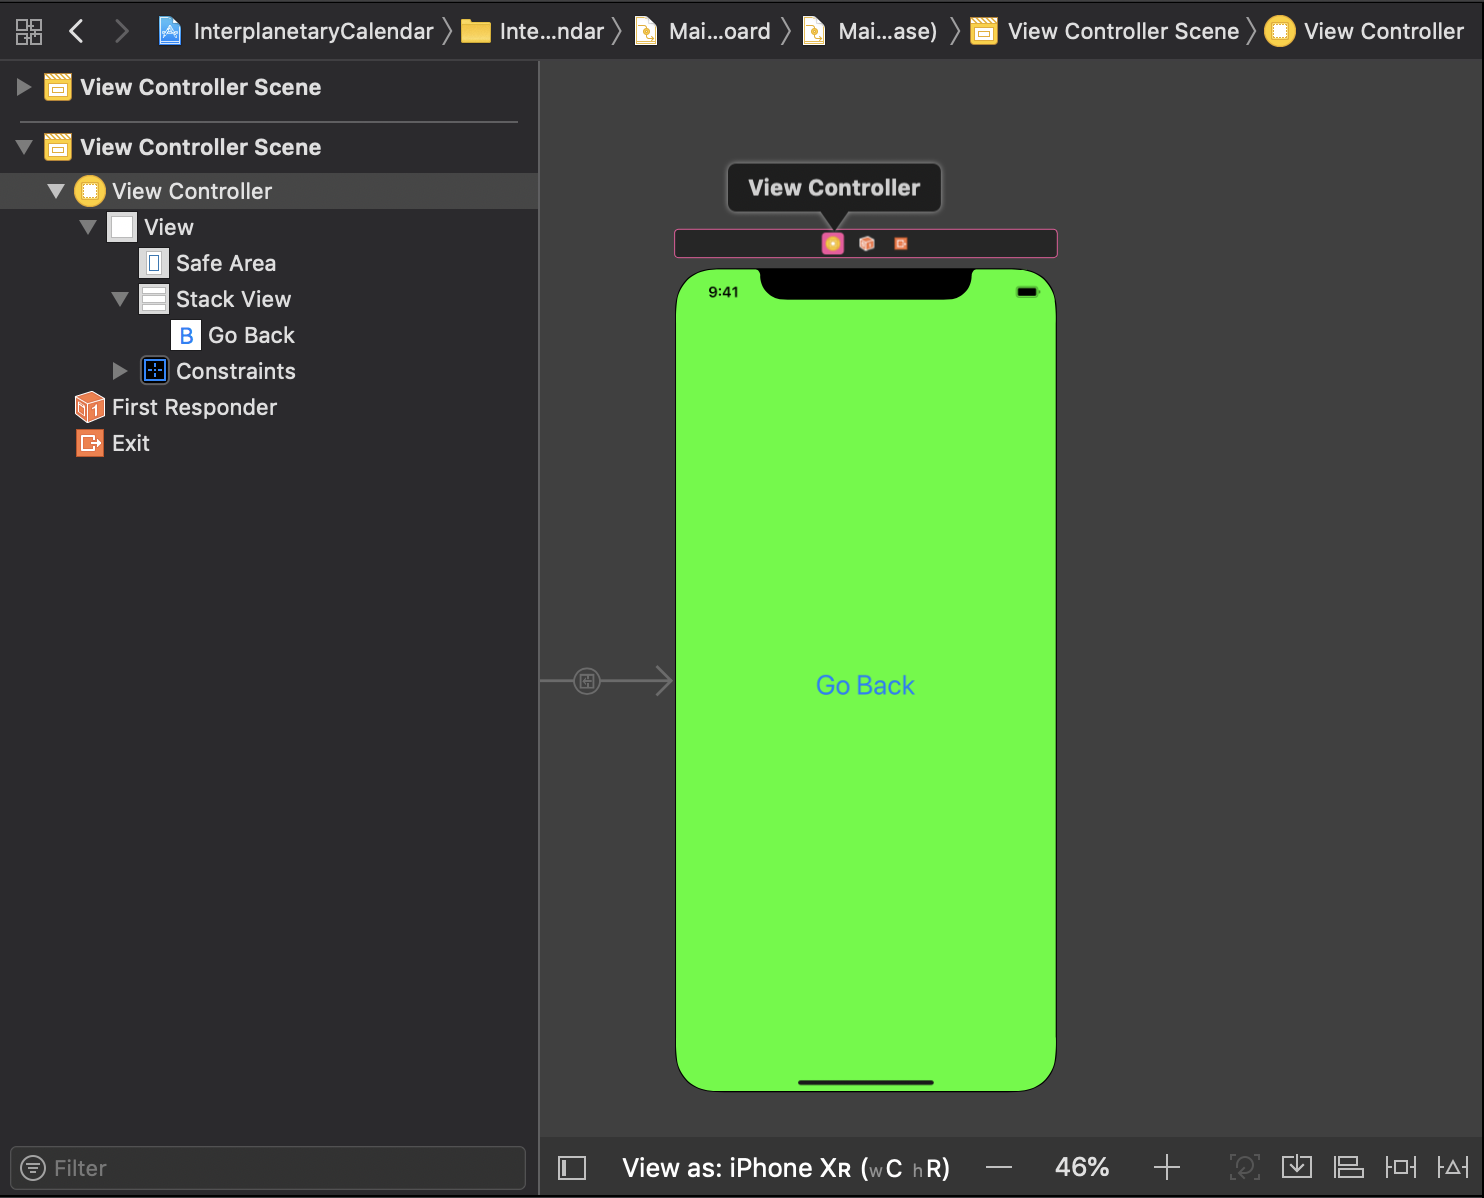 InterplanetaryCalendar Inte...ndar Mai...oard Mai...ase) View Controller Scene View Controller
View Controller Scene
View Controller Scene
View Controller
View
Safe Area
Stack View
B Go Back
Constraints
1 First Responder
Exit
Filter
View Controller
9:41
Go Back
View as: iPhone XR (wC hR) — 46% +